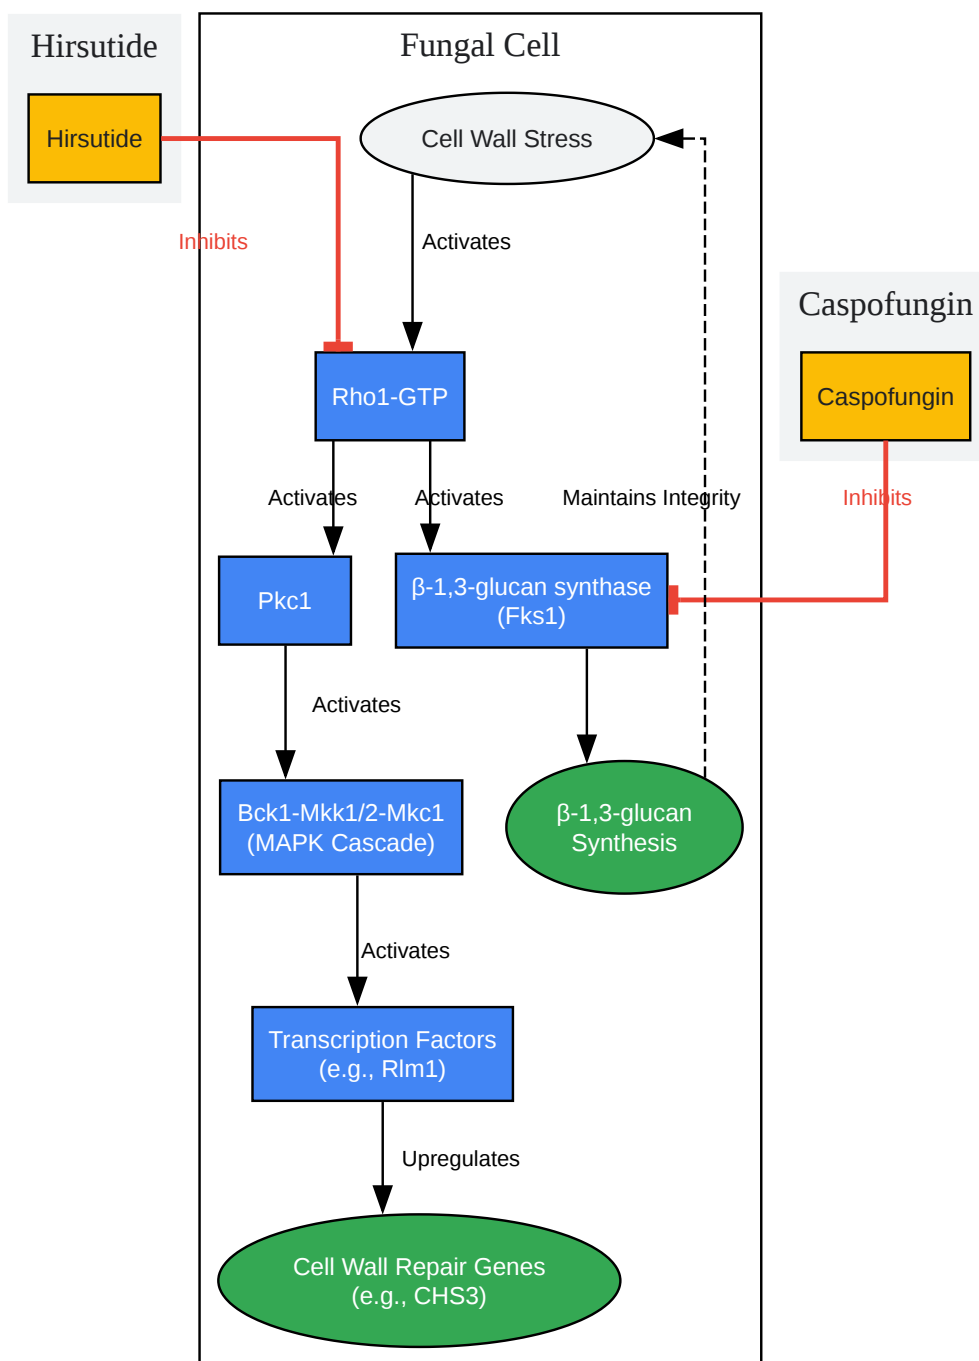 Hirsutide
Fungal Cell
Hirsutide
Cell Wall Stress
Inhibits
Activates
Caspofungin
Caspofungin
Rho1-GTP
Activates
Activates
Maintains Integrity
Inhibits
Pkc1
β-1,3-glucan synthase
(Fks1)
Activates
Bck1-Mkk1/2-Mkc1
(MAPK Cascade)
β-1,3-glucan
Synthesis
Activates
Transcription Factors
(e.g., Rlm1)
Upregulates
Cell Wall Repair Genes
(e.g., CHS3)